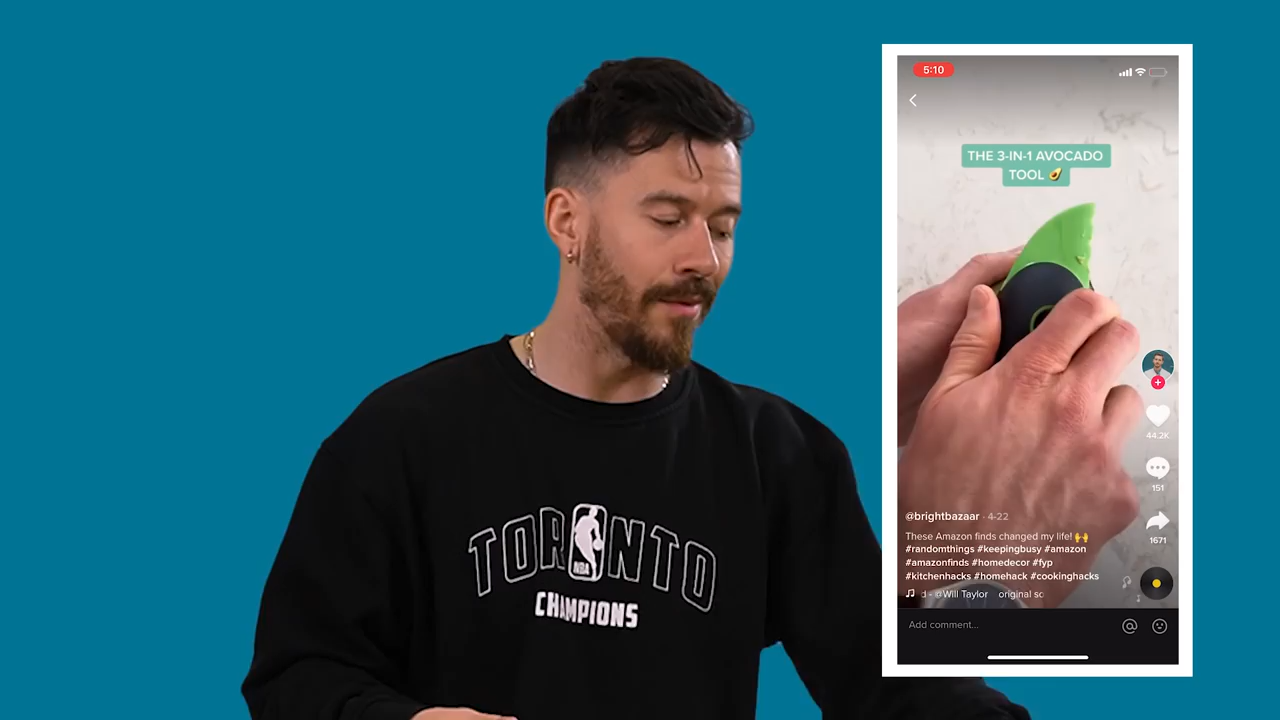 TORONTO
NBA
CHAMPIONS
5:10
THE 3-IN-1 AVOCADO
TOOL 🥑
44.2K
151
1671
@brightbazaar · 4-22
These Amazon finds changed my life! 🙌
#randomthings #keepingbusy #amazon
#amazonfinds #homedecor #fyp
#kitchenhacks #homehack #cookinghacks
d - @Will Taylor original so
Add comment...